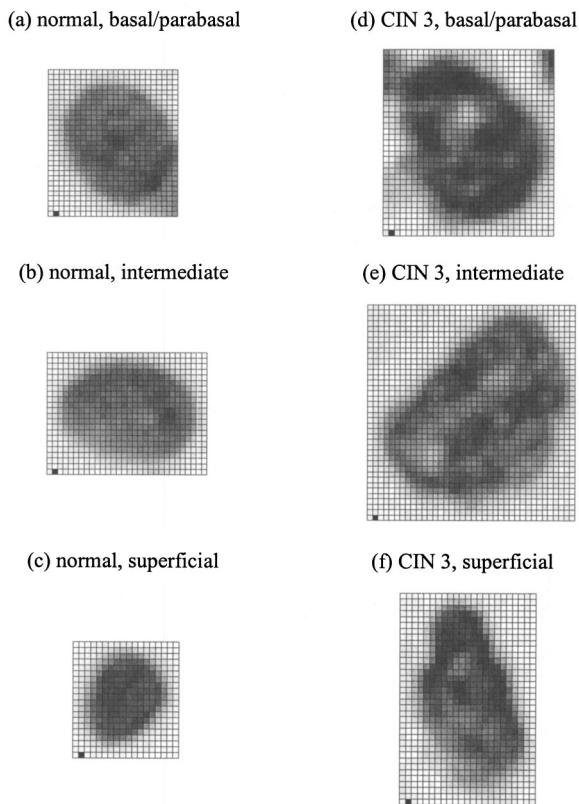 (a) normal, basal/parabasal
(d) CIN 3, basal/parabasal
(b) normal, intermediate
(e) CIN 3, intermediate
(c) normal, superficial
(f) CIN 3, superficial